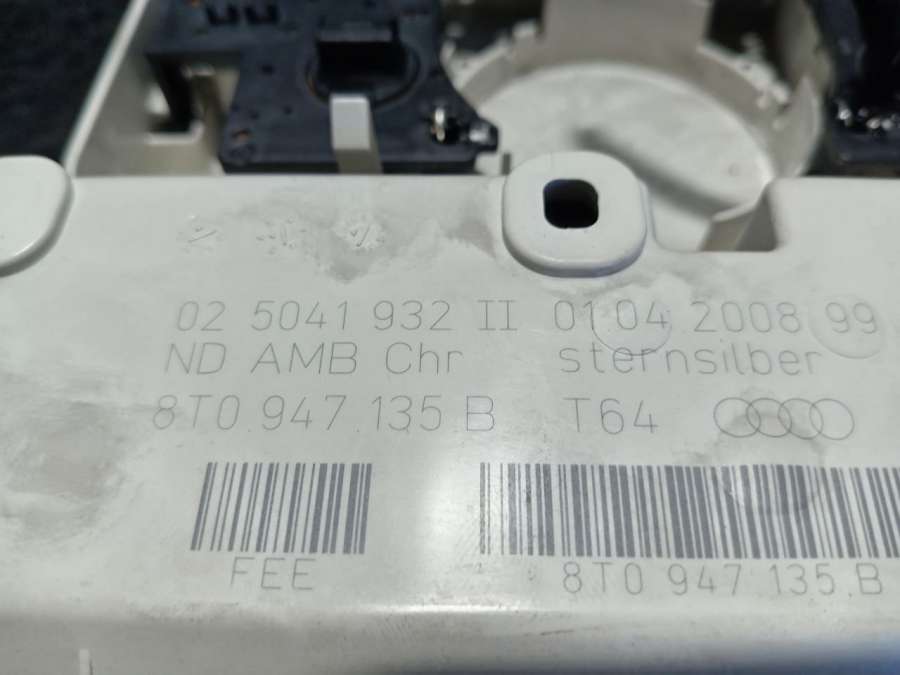 02 5041 932 II 01 04 2008 99
ND AMB Chr sternsilber
8T0.947.135 B T64
FEE
8T0 947 135.B